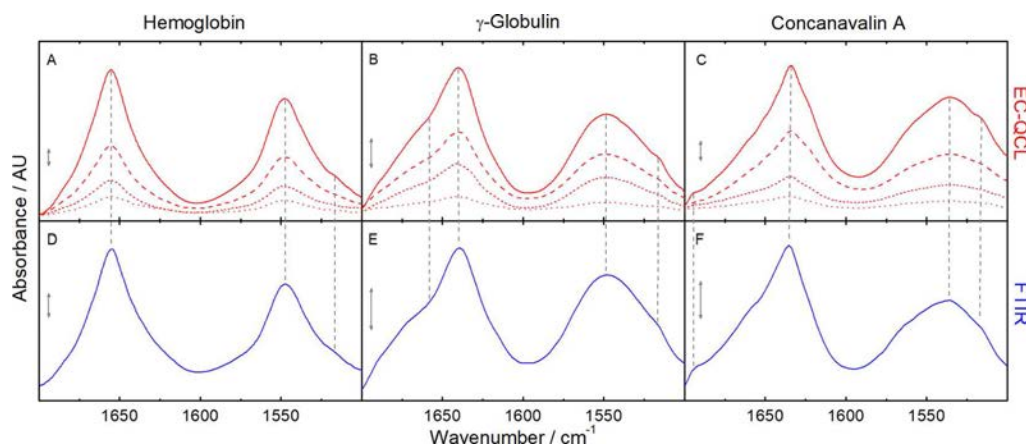 Hemoglobin
γ-Globulin
Concanavalin A
A
B
C
EC-QCL
Absorbance / AU
D
E
F
FTIR
1650 1600 1550 1650 1600 1550 1650 1600 1550
Wavenumber / cm⁻¹